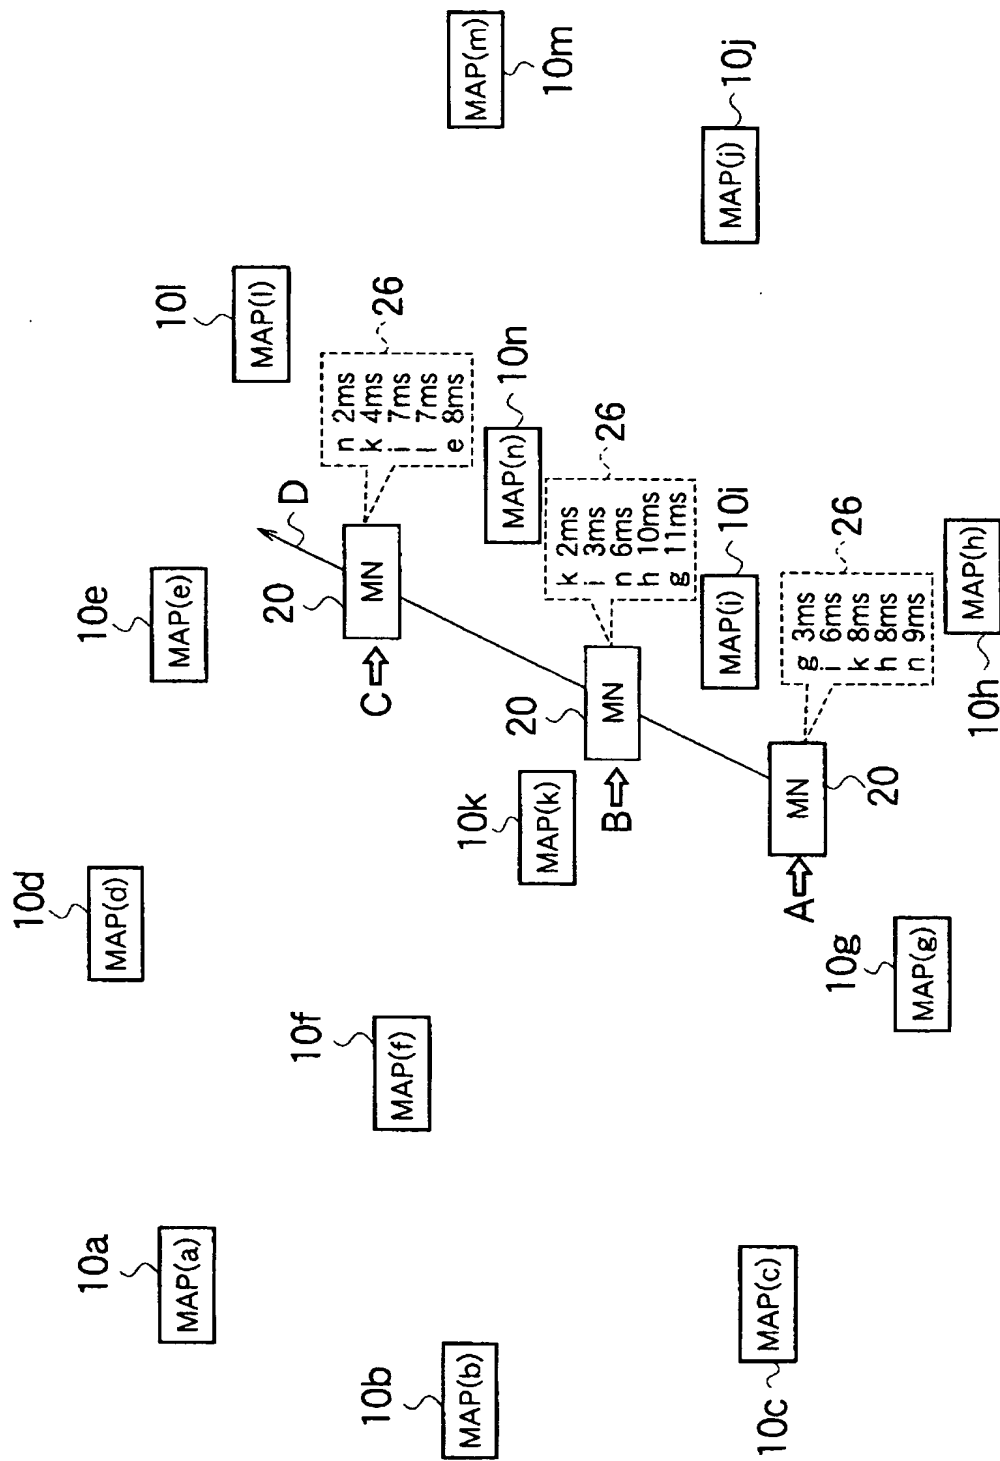 10d
MAP(d)
10a
MAP(a)
10e
MAP(e)
10l
MAP(l)
10f
MAP(f)
D
20
C
MN
26
n 2ms
k 4ms
i 7ms
l 7ms
e 8ms
10b
MAP(b)
10k
MAP(k)
MAP(n)
10n
MAP(m)
10m
20
B
MN
26
k 2ms
i 3ms
n 6ms
h 10ms
g 11ms
10c
MAP(c)
MAP(i)
10i
MAP(j)
10j
A
MN
20
26
g 3ms
i 6ms
k 8ms
h 8ms
n 9ms
10g
MAP(g)
MAP(h)
10h